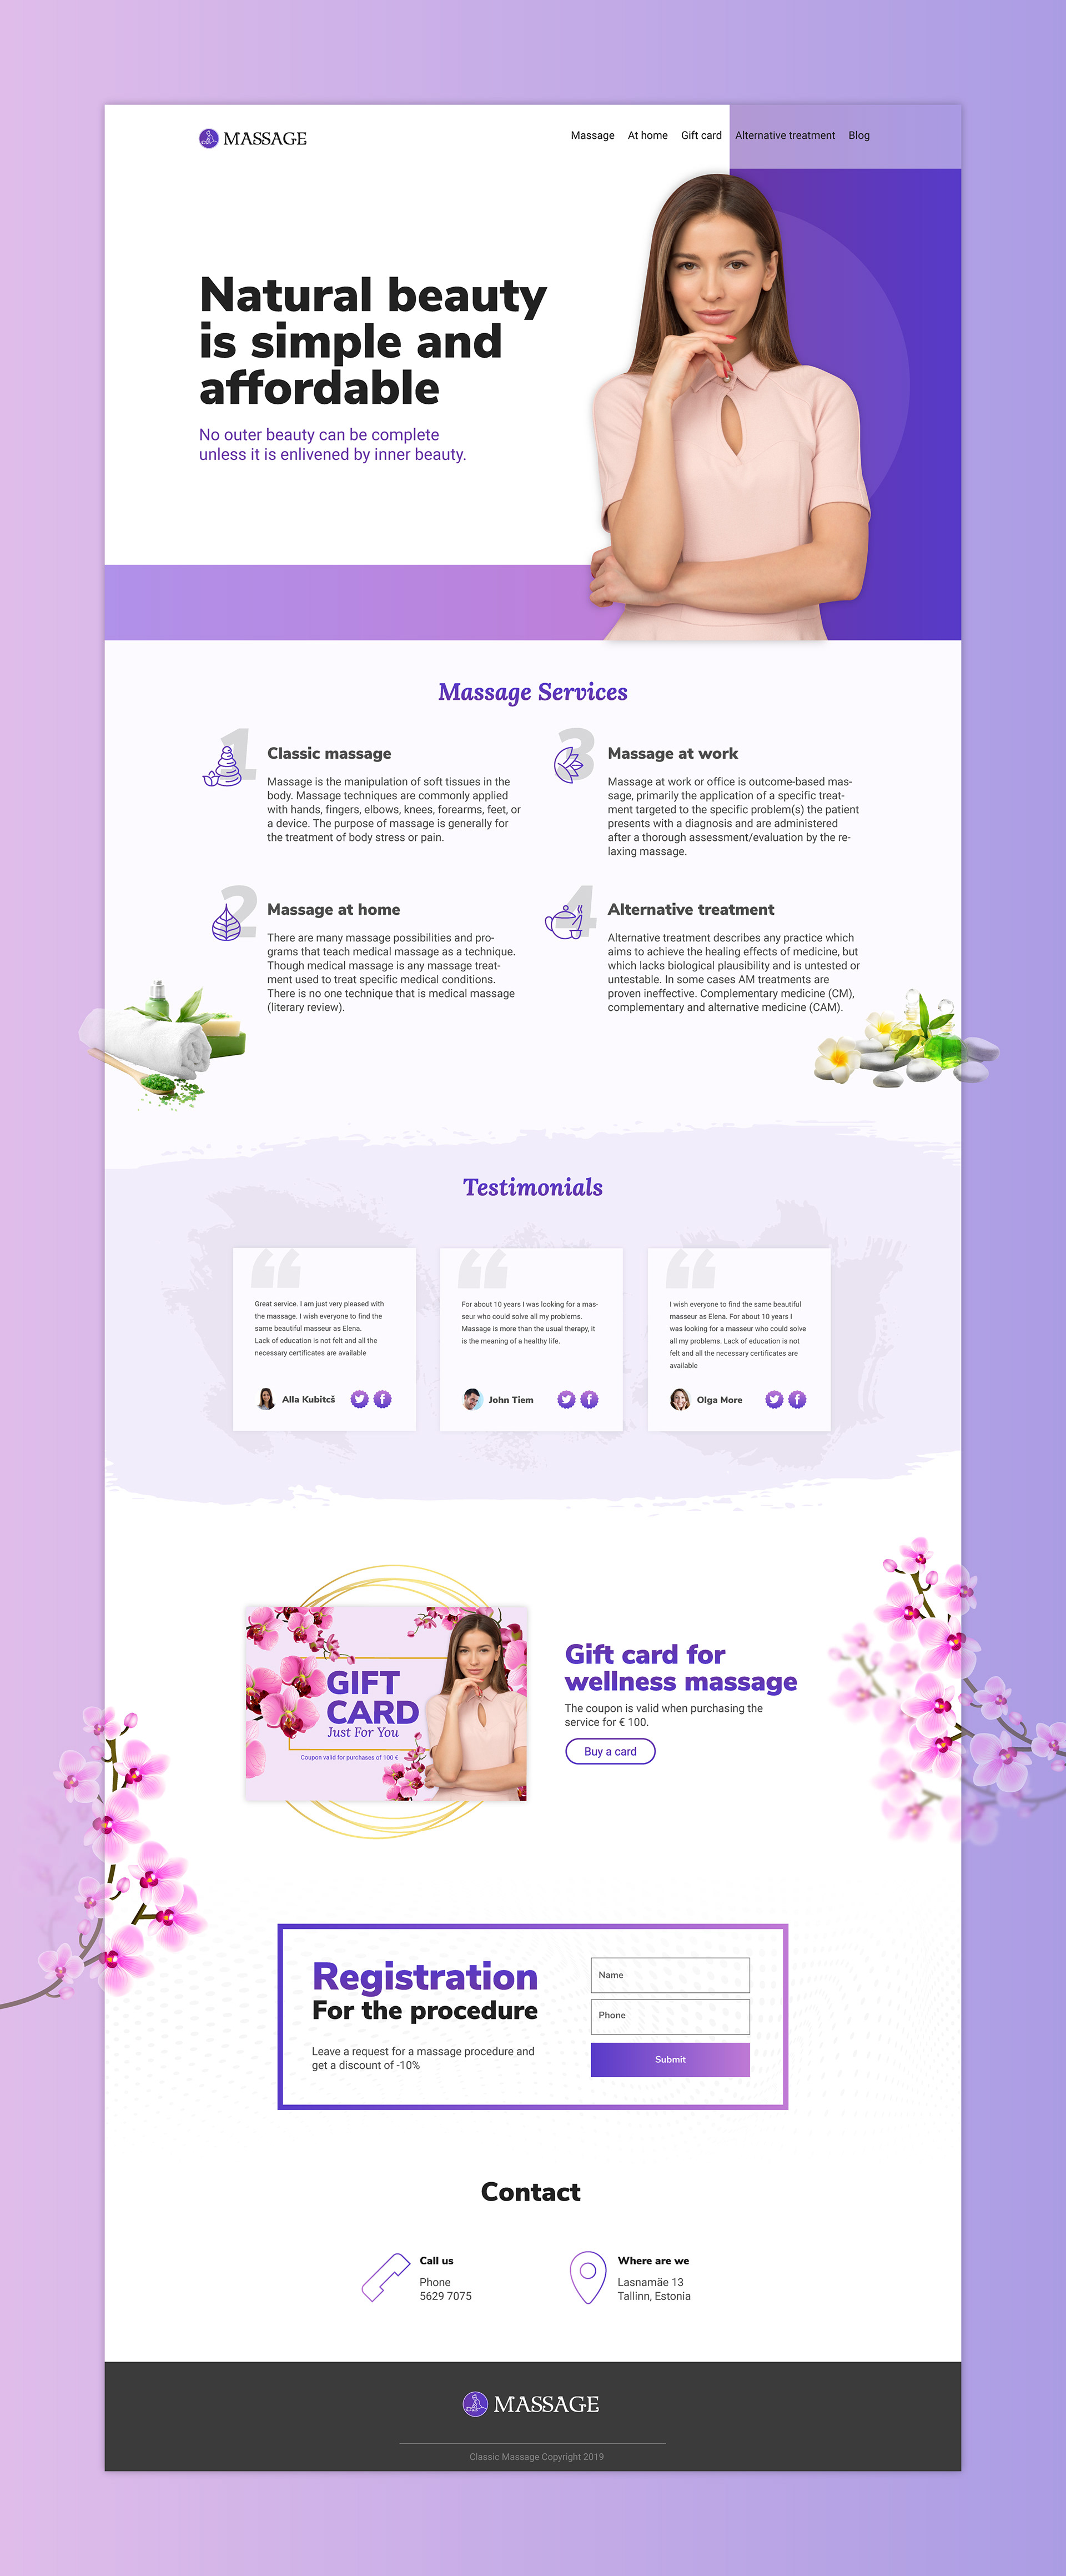 MASSAGE
Massage At home Gift card Alternative treatment Blog
Natural beauty
is simple and
affordable
No outer beauty can be complete
unless it is enlivened by inner beauty.
Massage Services
1
Classic massage
Massage is the manipulation of soft tissues in the
body. Massage techniques are commonly applied
with hands, fingers, elbows, knees, forearms, feet, or
a device. The purpose of massage is generally for
the treatment of body stress or pain.
3
Massage at work
Massage at work or office is outcome-based mas-
sage, primarily the application of a specific treat-
ment targeted to the specific problem(s) the patient
presents with a diagnosis and are administered
after a thorough assessment/evaluation by the re-
laxing massage.
2
Massage at home
There are many massage possibilities and pro-
grams that teach medical massage as a technique.
Though medical massage is any massage treat-
ment used to treat specific medical conditions.
There is no one technique that is medical massage
(literary review).
4
Alternative treatment
Alternative treatment describes any practice which
aims to achieve the healing effects of medicine, but
which lacks biological plausibility and is untested or
untestable. In some cases AM treatments are
proven ineffective. Complementary medicine (CM),
complementary and alternative medicine (CAM).
Testimonials
“
Great service. I am just very pleased with
the massage. I wish everyone to find the
same beautiful masseur as Elena.
Lack of education is not felt and all the
necessary certificates are available
Alla Kubitcš
“
For about 10 years I was looking for a mas-
seur who could solve all my problems.
Massage is more than the usual therapy, it
is the meaning of a healthy life.
John Tiem
“
I wish everyone to find the same beautiful
masseur as Elena. For about 10 years I
was looking for a masseur who could solve
all my problems. Lack of education is not
felt and all the necessary certificates are
available
Olga More
GIFT
CARD
Just For You
Coupon valid for purchases of 100 €
Gift card for
wellness massage
The coupon is valid when purchasing the
service for € 100.
Buy a card
Registration
For the procedure
Leave a request for a massage procedure and
get a discount of -10%
Name
Phone
Submit
Contact
Call us
Phone
5629 7075
Where are we
Lasnamäe 13
Tallinn, Estonia
MASSAGE
Classic Massage Copyright 2019